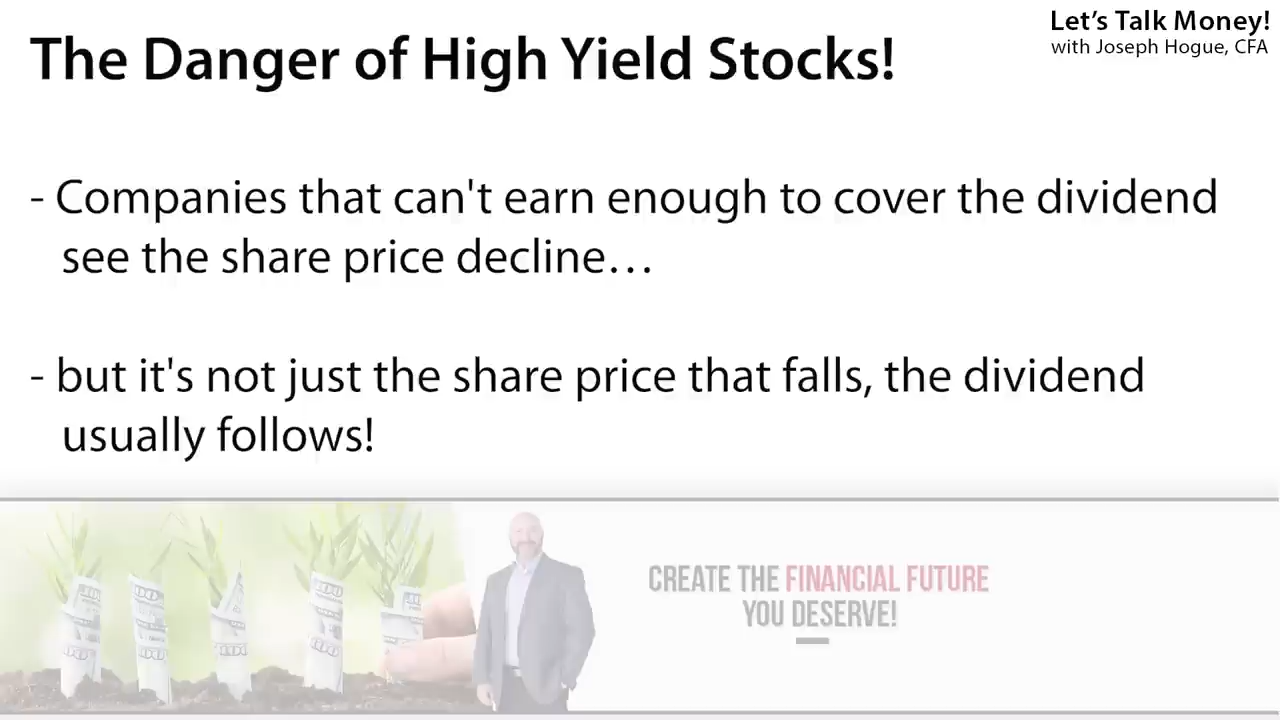 Let's Talk Money!
with Joseph Hogue, CFA
The Danger of High Yield Stocks!
- Companies that can't earn enough to cover the dividend
see the share price decline…
- but it's not just the share price that falls, the dividend
usually follows!
CREATE THE FINANCIAL FUTURE
YOU DESERVE!